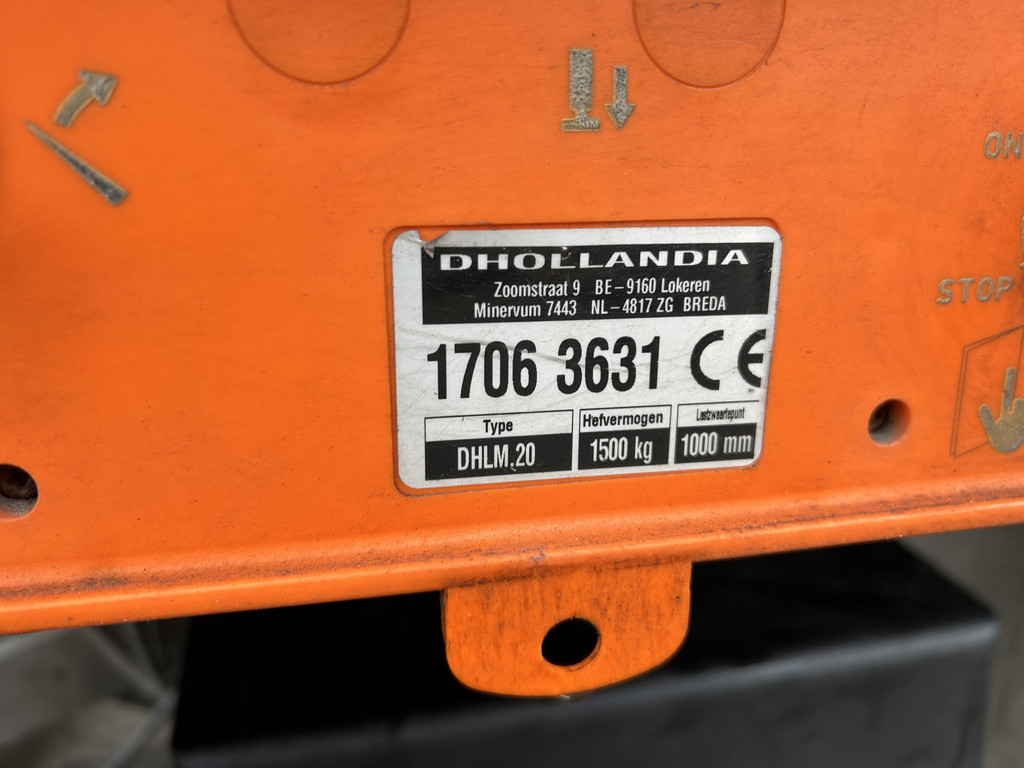 ON
STOP
DHOLLANDIA
Zoomstraat 9 BE-9160 Lokeren
Minervum 7443 NL-4817 ZG BREDA
1706 3631 CE
Type Hefvermogen Lastzwaartepunt
DHLM.20 1500 kg 1000 mm